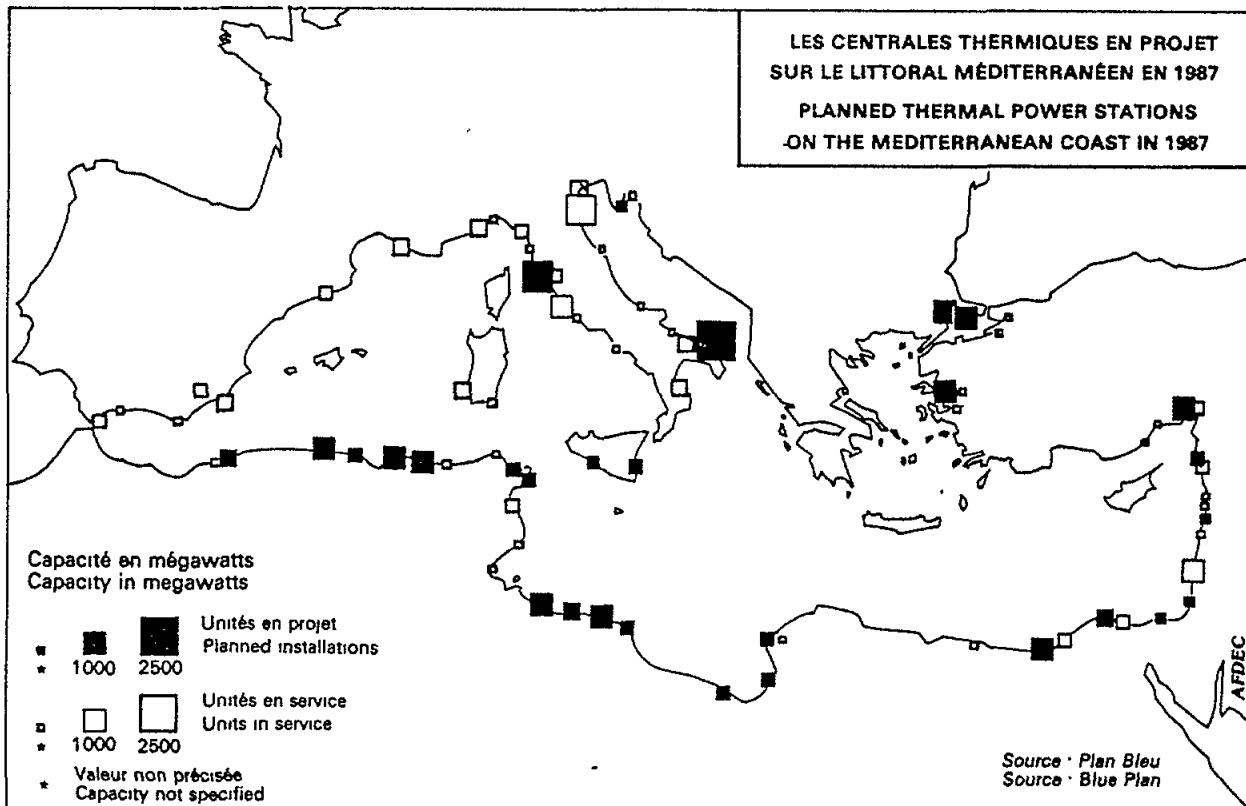 LES CENTRALES THERMIQUES EN PROJET
SUR LE LITTORAL MÉDITERRANÉEN EN 1987
PLANNED THERMAL POWER STATIONS
-ON THE MEDITERRANEAN COAST IN 1987
Capacité en mégawatts
Capacity in megawatts
Unités en projet
Planned installations
* 1000 2500
Unités en service
Units in service
* 1000 2500
* Valeur non précisée
Capacity not specified
AFDEC
Source · Plan Bleu
Source · Blue Plan